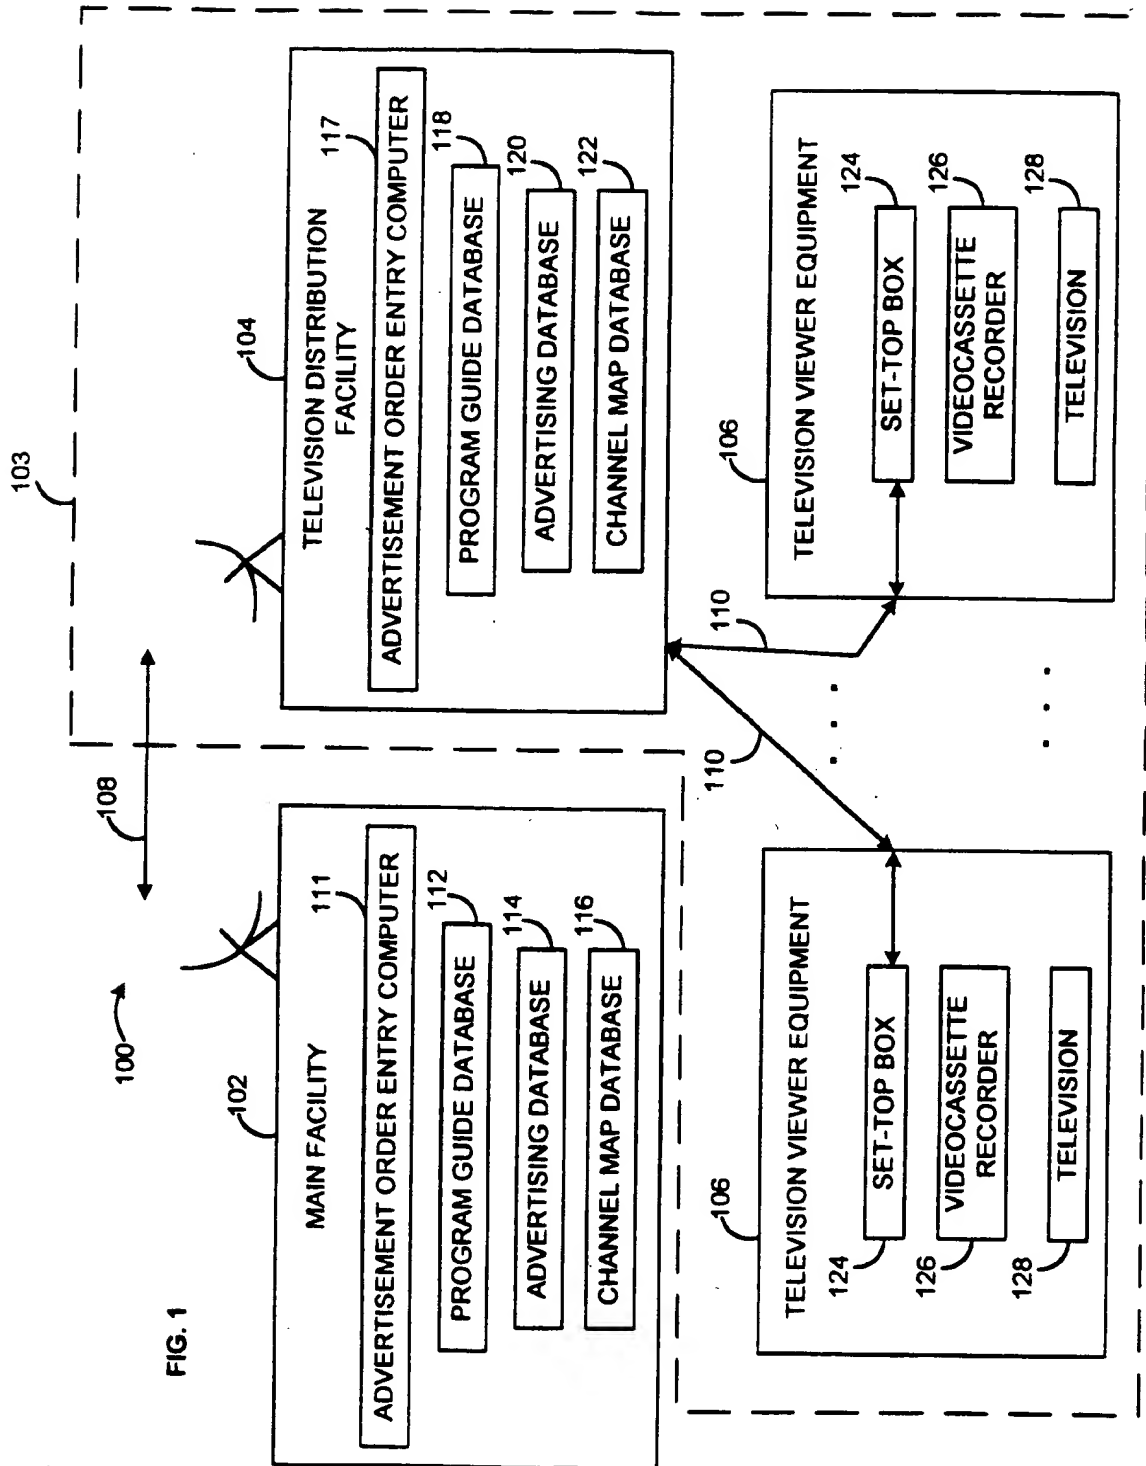 FIG. 1
100
108
103
102
MAIN FACILITY
111
ADVERTISEMENT ORDER ENTRY COMPUTER
112
PROGRAM GUIDE DATABASE
114
ADVERTISING DATABASE
116
CHANNEL MAP DATABASE
104
TELEVISION DISTRIBUTION
FACILITY
117
ADVERTISEMENT ORDER ENTRY COMPUTER
118
PROGRAM GUIDE DATABASE
120
ADVERTISING DATABASE
122
CHANNEL MAP DATABASE
110
110
106
TELEVISION VIEWER EQUIPMENT
124
SET-TOP BOX
126
VIDEOCASSETTE
RECORDER
128
TELEVISION
106
TELEVISION VIEWER EQUIPMENT
124
SET-TOP BOX
126
VIDEOCASSETTE
RECORDER
128
TELEVISION